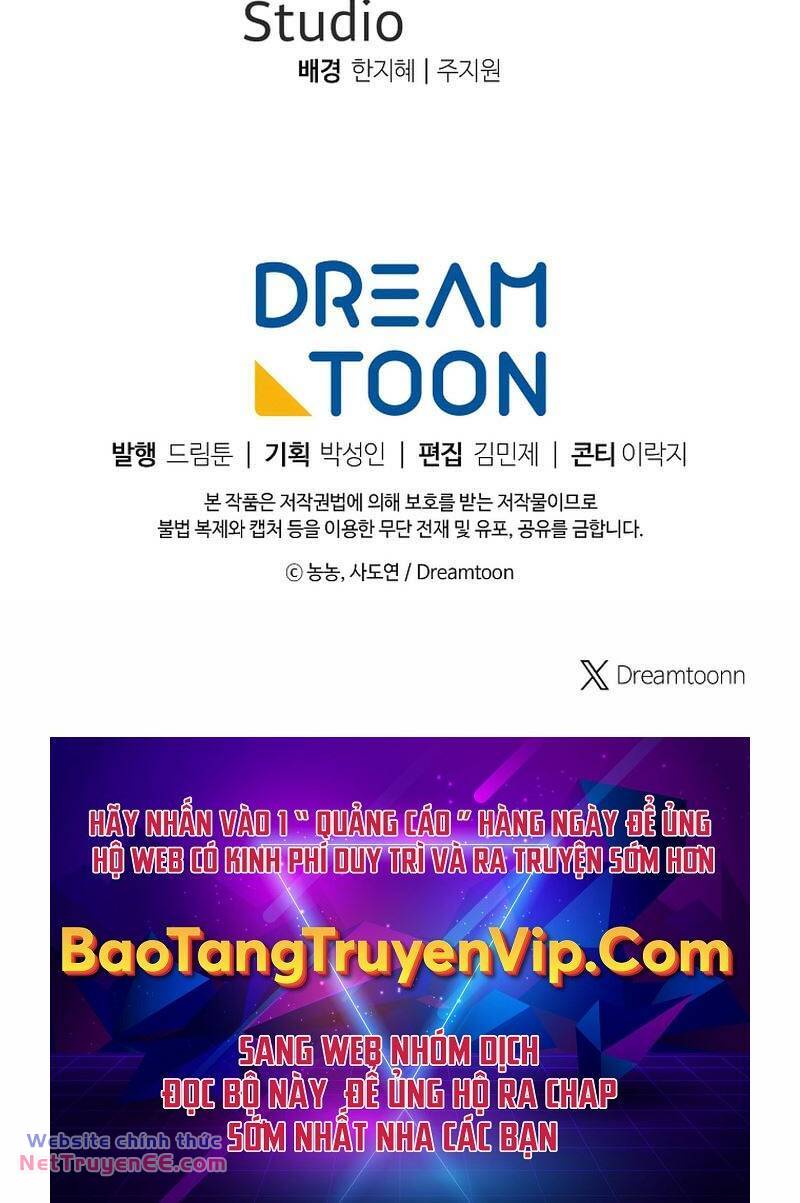 Studio
배경 한지혜 | 주지원
DREAM
TOON
발행 드림툰 | 기획 박성인 | 편집 김민제 | 콘티 이락지
본 작품은 저작권법에 의해 보호를 받는 저작물이므로
불법 복제와 캡처 등을 이용한 무단 전재 및 유포, 공유를 금합니다.
ⓒ 농농, 사도연 / Dreamtoon
X Dreamtoonn
HÃY NHẤN VÀO 1 “ QUẢNG CÁO ” HÀNG NGÀY ĐỂ ỦNG
HỘ WEB CÓ KINH PHÍ DUY TRÌ VÀ RA TRUYỆN SỚM HƠN
BaoTangTruyenVip.Com
SANG WEB NHÓM DỊCH
ĐỌC BỘ NÀY ĐỂ ỦNG HỘ RA CHAP
SỚM NHẤT NHA CÁC BẠN
Website chính thức
NetTruyenEE.com